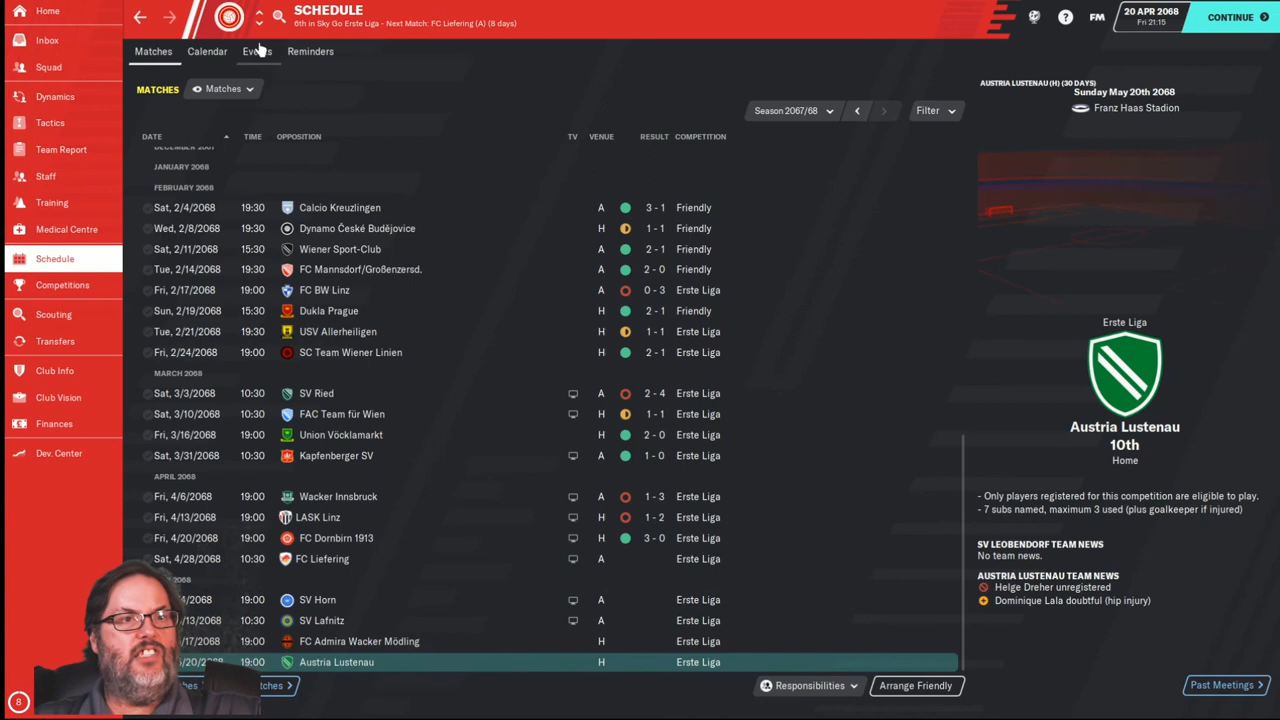 Home
Inbox
Squad
Dynamics
Tactics
Team Report
Staff
Training
Medical Centre
Schedule
Competitions
Scouting
Transfers
Club Info
Club Vision
Finances
Dev. Center
8
SCHEDULE
6th in Sky Go Erste Liga - Next Match: FC Liefering (A) (8 days)
FM
20 APR 2068
Fri 21:15
CONTINUE
Matches Calendar Events Reminders
MATCHES Matches
Season 2067/68 Filter
DATE TIME OPPOSITION TV VENUE RESULT COMPETITION
JANUARY 2068
FEBRUARY 2068
Sat, 2/4/2068 19:30 Calcio Kreuzlingen A 3 - 1 Friendly
Wed, 2/8/2068 19:30 Dynamo České Budějovice H 1 - 1 Friendly
Sat, 2/11/2068 15:30 Wiener Sport-Club A 2 - 1 Friendly
Tue, 2/14/2068 19:30 FC Mannsdorf/Großenzersd. A 2 - 0 Friendly
Fri, 2/17/2068 19:00 FC BW Linz A 0 - 3 Erste Liga
Sun, 2/19/2068 15:30 Dukla Prague H 2 - 1 Friendly
Tue, 2/21/2068 19:30 USV Allerheiligen H 1 - 1 Erste Liga
Fri, 2/24/2068 19:00 SC Team Wiener Linien H 2 - 1 Erste Liga
MARCH 2068
Sat, 3/3/2068 10:30 SV Ried A 2 - 4 Erste Liga
Sat, 3/10/2068 10:30 FAC Team für Wien H 1 - 1 Erste Liga
Fri, 3/16/2068 19:00 Union Vöcklamarkt H 2 - 0 Erste Liga
Sat, 3/31/2068 10:30 Kapfenberger SV A 1 - 0 Erste Liga
APRIL 2068
Fri, 4/6/2068 19:00 Wacker Innsbruck A 1 - 3 Erste Liga
Fri, 4/13/2068 19:00 LASK Linz H 1 - 2 Erste Liga
Fri, 4/20/2068 19:00 FC Dornbirn 1913 H 3 - 0 Erste Liga
Sat, 4/28/2068 10:30 FC Liefering A Erste Liga
2068
19:00 SV Horn A Erste Liga
/13/2068 10:30 SV Lafnitz A Erste Liga
/17/2068 19:00 FC Admira Wacker Mödling H Erste Liga
19:00 Austria Lustenau H Erste Liga
Responsibilities Arrange Friendly Past Meetings
AUSTRIA LUSTENAU (H) (30 DAYS)
Sunday May 20th 2068
Franz Haas Stadion
Erste Liga
Austria Lustenau
10th
Home
- Only players registered for this competition are eligible to play.
- 7 subs named, maximum 3 used (plus goalkeeper if injured)
SV LEOBENDORF TEAM NEWS
No team news.
AUSTRIA LUSTENAU TEAM NEWS
Helge Dreher unregistered
Dominique Lala doubtful (hip injury)